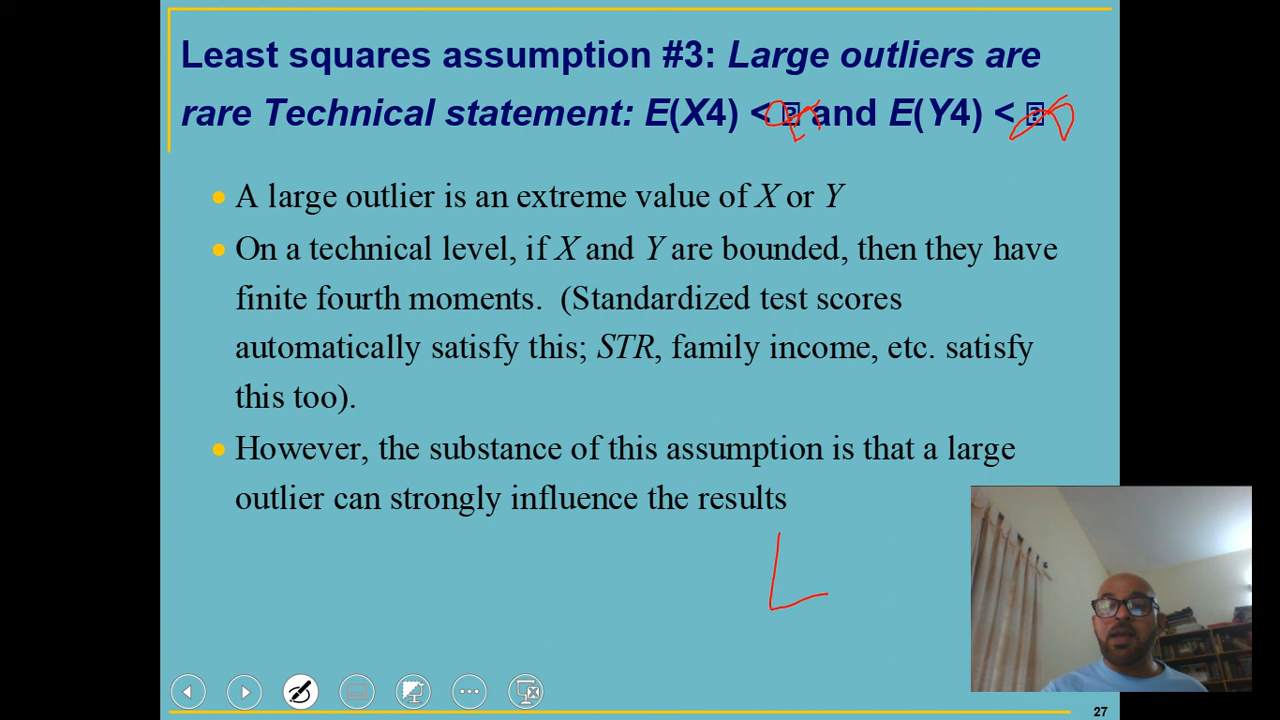 Least squares assumption #3: Large outliers are
rare Technical statement: E(X4) < and E(Y4) <
• A large outlier is an extreme value of X or Y
• On a technical level, if X and Y are bounded, then they have
finite fourth moments. (Standardized test scores
automatically satisfy this; STR, family income, etc. satisfy
this too).
• However, the substance of this assumption is that a large
outlier can strongly influence the results
27